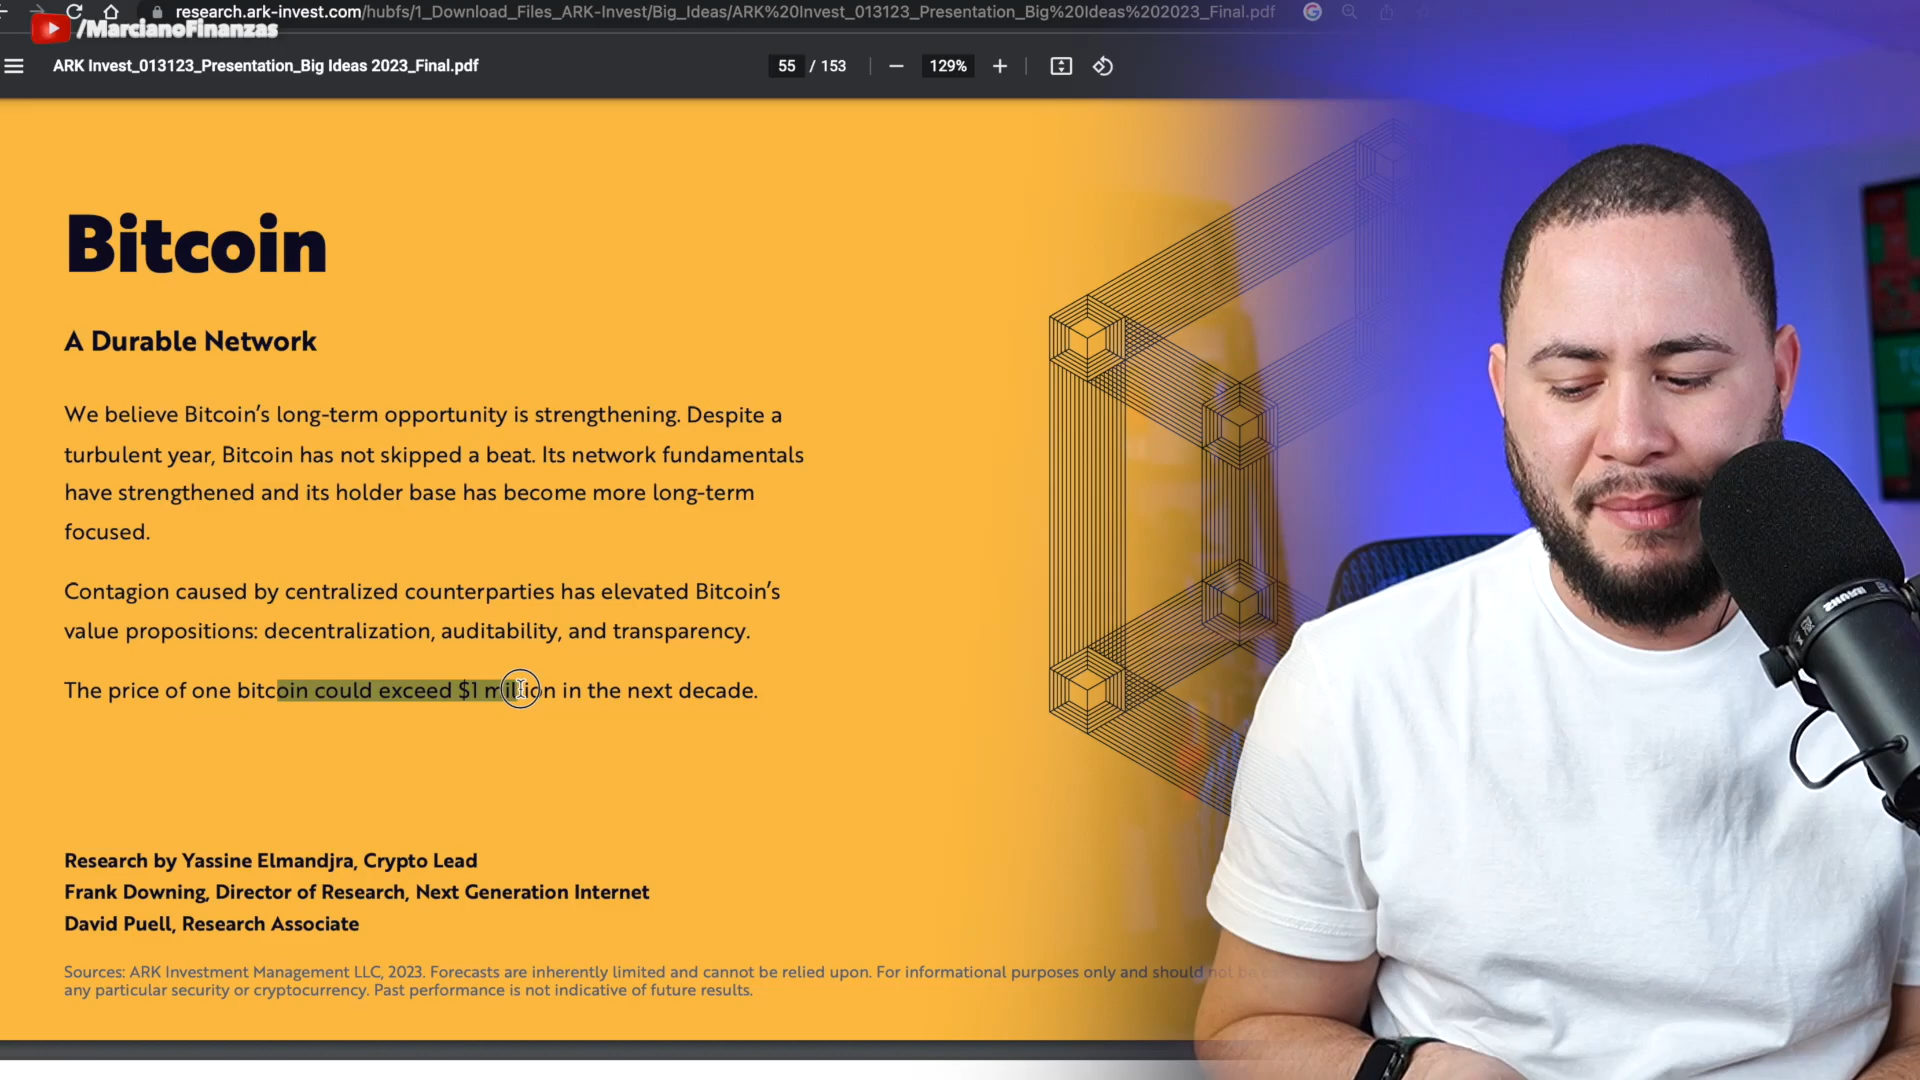 research.ark-invest.com/hubfs/1_Download_Files_ARK-Invest/Big_Ideas/ARK%20Invest_013123_Presentation_Big%20Ideas%202023_Final.pdf
/MarcianoFinanzas
ARK Invest_013123_Presentation_Big Ideas 2023_Final.pdf
55 / 153
129%
Bitcoin
A Durable Network
We believe Bitcoin’s long-term opportunity is strengthening. Despite a
turbulent year, Bitcoin has not skipped a beat. Its network fundamentals
have strengthened and its holder base has become more long-term
focused.
Contagion caused by centralized counterparties has elevated Bitcoin’s
value propositions: decentralization, auditability, and transparency.
The price of one bitcoin could exceed $1 million in the next decade.
Research by Yassine Elmandjra, Crypto Lead
Frank Downing, Director of Research, Next Generation Internet
David Puell, Research Associate
Sources: ARK Investment Management LLC, 2023. Forecasts are inherently limited and cannot be relied upon. For informational purposes only and should not be
any particular security or cryptocurrency. Past performance is not indicative of future results.